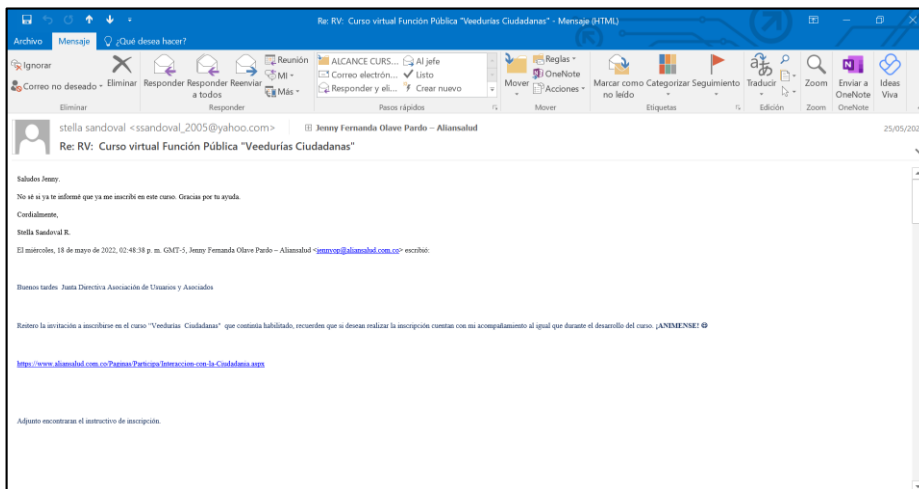 Re: RV: Curso virtual Función Pública "Veedurías Ciudadanas" - Mensaje (HTML)
Archivo Mensaje ¿Qué desea hacer?
Ignorar
Correo no deseado
Eliminar
Responder
Responder a todos
Reenviar
Reunión
MI
Más
ALCANCE CURS...
Correo electrón...
Responder y eli...
Al jefe
Listo
Crear nuevo
Mover
Reglas
OneNote
Acciones
Marcar como no leído
Categorizar
Seguimiento
Traducir
Zoom
Enviar a OneNote
Ideas Viva
Eliminar Responder Pasos rápidos Mover Etiquetas Edición Zoom OneNote
stella sandoval <ssandoval_2005@yahoo.com> Jenny Fernanda Olave Pardo – Aliansalud 25/05/202
Re: RV: Curso virtual Función Pública "Veedurías Ciudadanas"
Saludos Jenny.
No sé si ya te informé que ya me inscribí en este curso. Gracias por tu ayuda.
Cordialmente,
Stella Sandoval R.
El miércoles, 18 de mayo de 2022, 02:48:38 p. m. GMT-5, Jenny Fernanda Olave Pardo – Aliansalud <jennyop@aliansalud.com.co> escribió:
Buenos tardes Junta Directiva Asociación de Usuarios y Asociados
Reitero la invitación a inscribirse en el curso "Veedurías Ciudadanas" que continúa habilitado, recuerden que si desean realizar la inscripción cuentan con mi acompañamiento al igual que durante el desarrollo del curso. ¡ANIMENSE!
https://www.aliansalud.com.co/Paginas/Participa/Interaccion-con-la-Ciudadania.aspx
Adjunto encontraran el instructivo de inscripción.